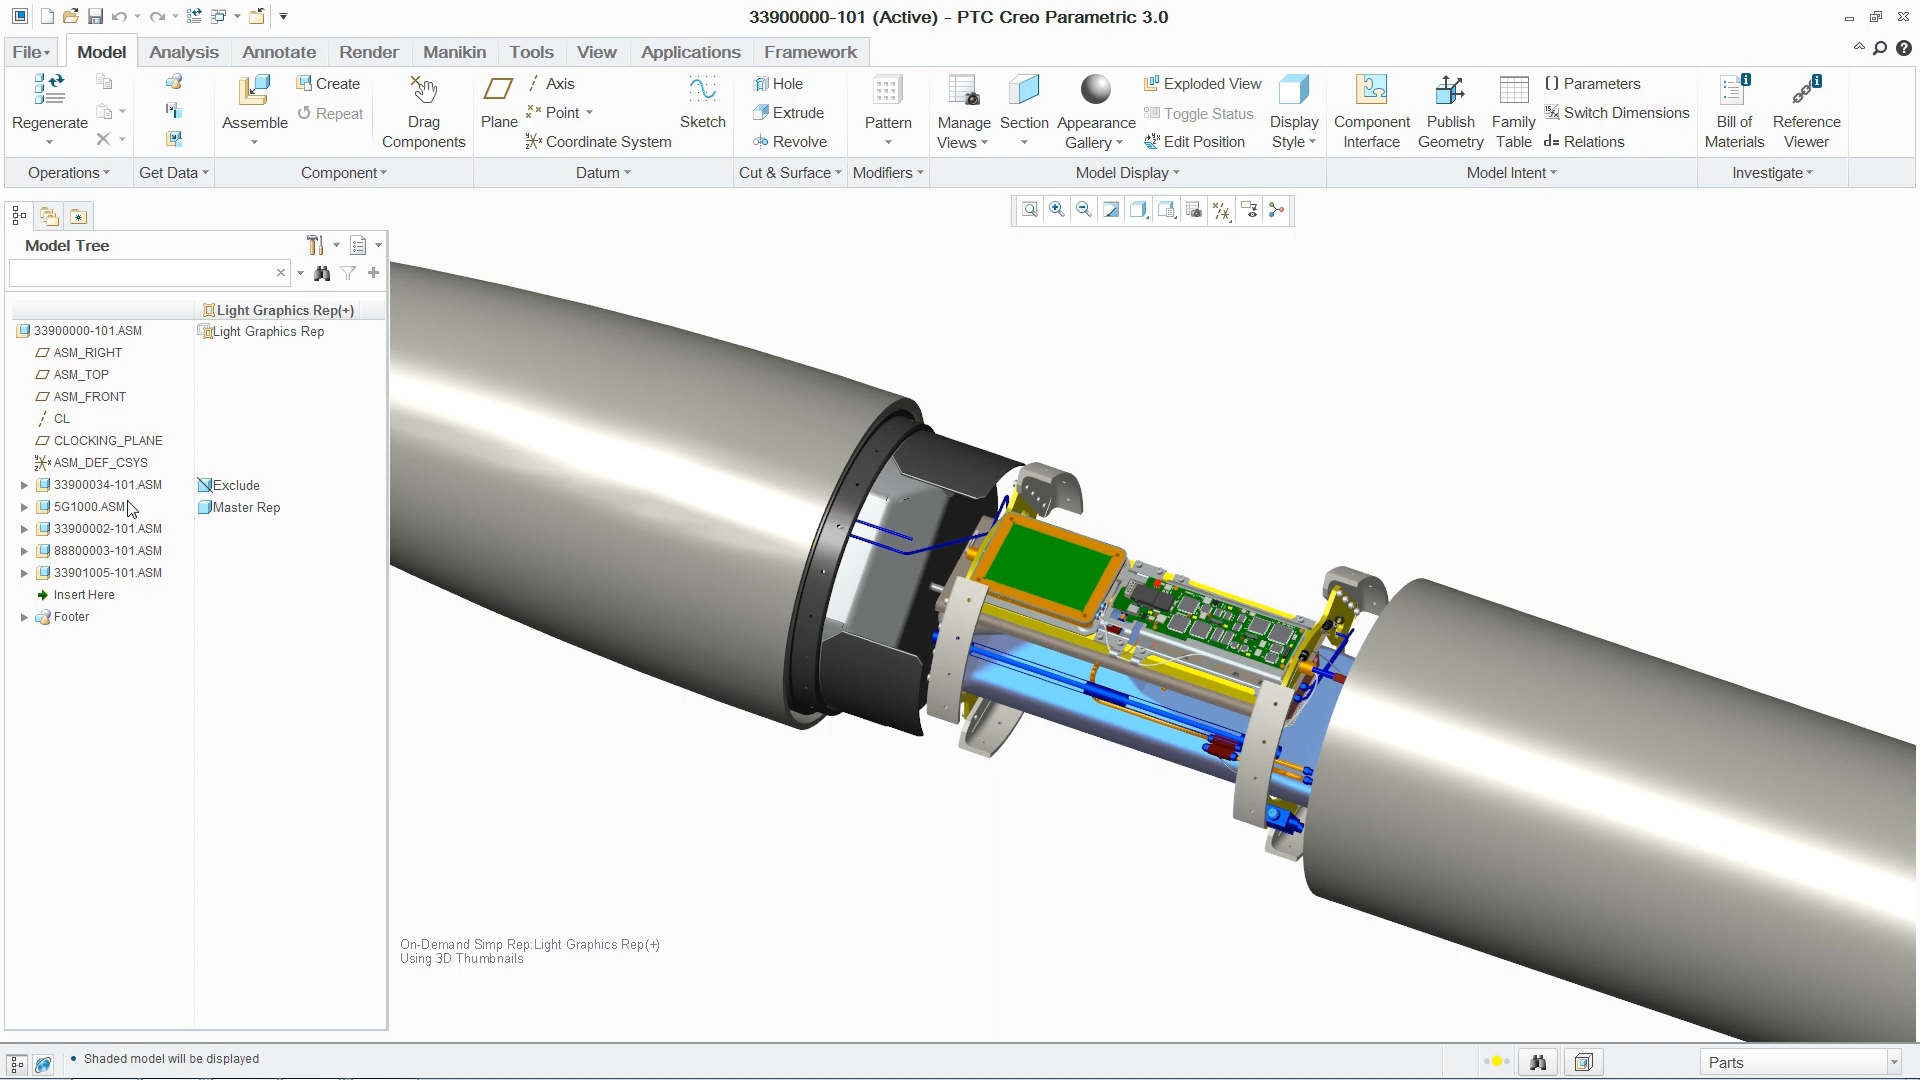 33900000-101 (Active) - PTC Creo Parametric 3.0
File Model Analysis Annotate Render Manikin Tools View Applications Framework
Regenerate
Operations
Get Data
Assemble
Create
Repeat
Drag Components
Component
Plane
Axis
Point
Coordinate System
Sketch
Datum
Hole
Extrude
Revolve
Cut & Surface
Pattern
Modifiers
Manage Views
Section
Appearance Gallery
Exploded View
Toggle Status
Edit Position
Display Style
Model Display
Component Interface
Publish Geometry
Family Table
Parameters
Switch Dimensions
d= Relations
Model Intent
Bill of Materials
Reference Viewer
Investigate
Model Tree
Light Graphics Rep(+)
33900000-101.ASM Light Graphics Rep
ASM_RIGHT
ASM_TOP
ASM_FRONT
CL
CLOCKING_PLANE
ASM_DEF_CSYS
33900034-101.ASM Exclude
5G1000.ASM Master Rep
33900002-101.ASM
88800003-101.ASM
33901005-101.ASM
Insert Here
Footer
On-Demand Simp Rep:Light Graphics Rep(+)
Using 3D Thumbnails
Shaded model will be displayed
Parts